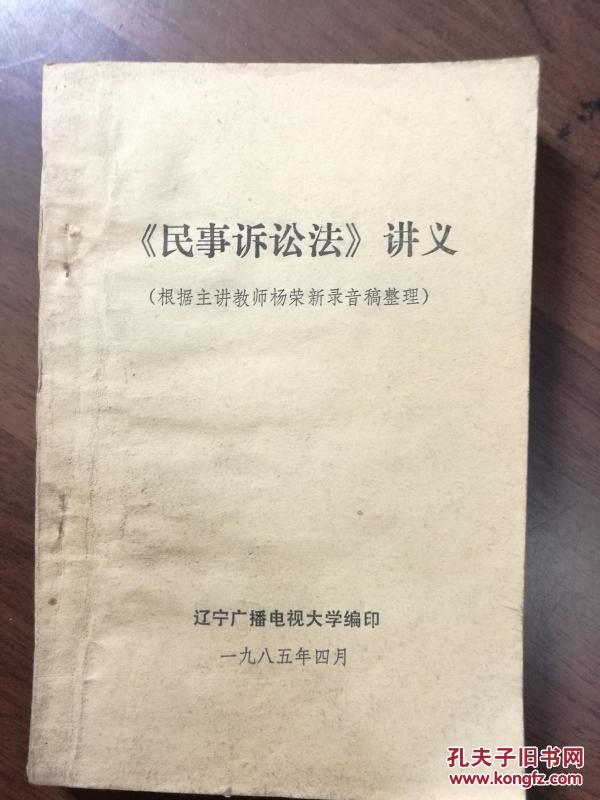 《民事诉讼法》讲义
（根据主讲教师杨荣新录音稿整理）
辽宁广播电视大学编印
一九八五年四月
孔夫子旧书网
www.kongfz.com